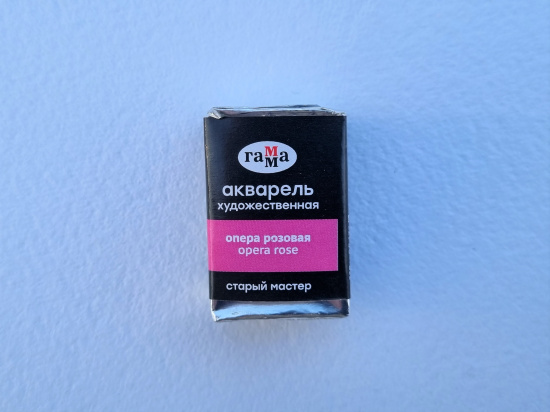 гамма
акварель
художественная
опера розовая
opera rose
старый мастер